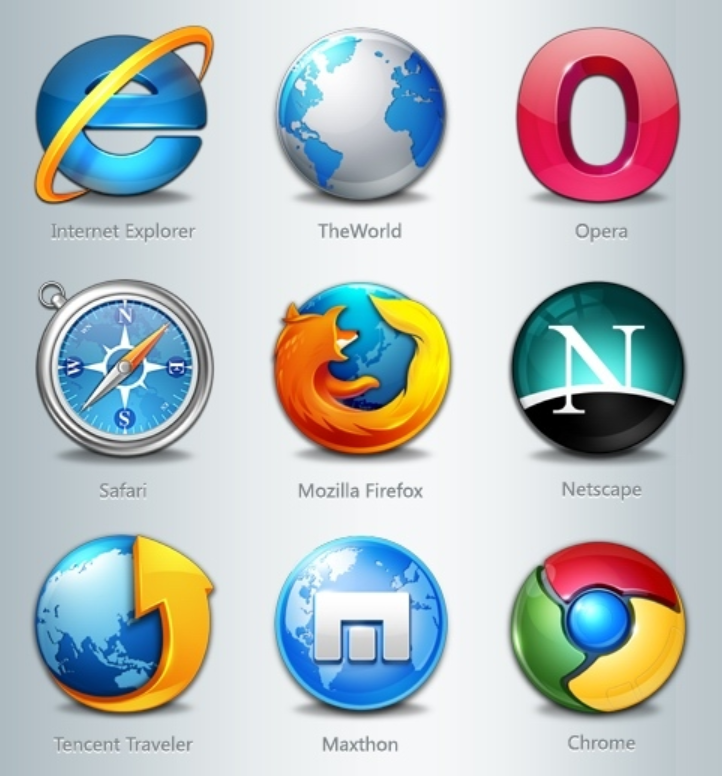 Internet Explorer
TheWorld
Opera
N
W
E
S
Safari
Mozilla Firefox
N
Netscape
Tencent Traveler
Maxthon
Chrome